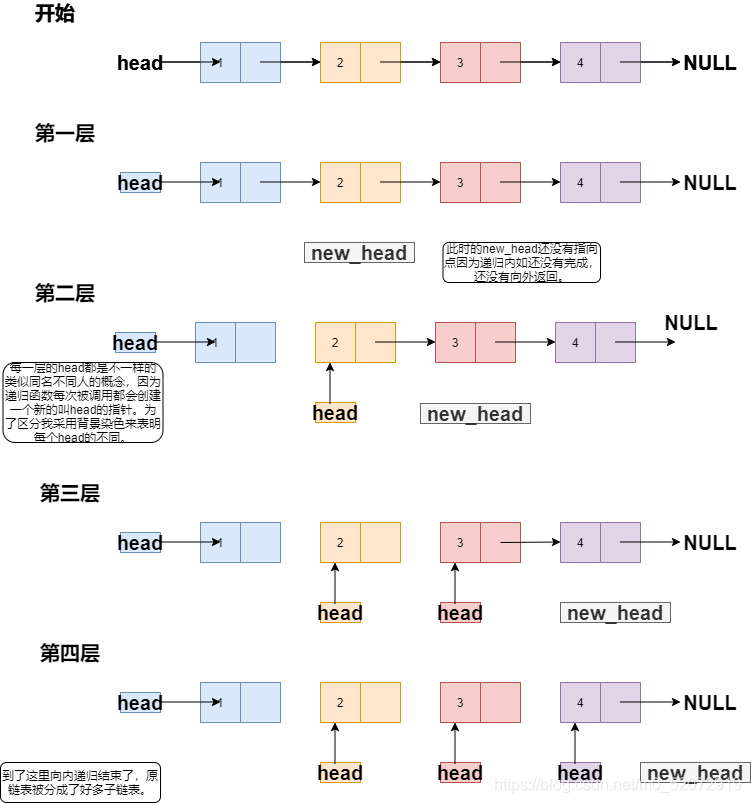 开始
head 1 2 3 4 NULL
第一层
head 1 2 3 4 NULL
new_head
此时的new_head还没有指向
点因为递归内如还没有完成，
还没有向外返回。
第二层
head 1 2 3 4 NULL
每一层的head都是不一样的
类似同名不同人的概念，因为
递归函数每次被调用都会创建
一个新的叫head的指针。为
了区分我采用背景染色来表明
每个head的不同。
head new_head
第三层
head 1 2 3 4 NULL
head head new_head
第四层
head 1 2 3 4 NULL
到了这里向内递归结束了，原
链表被分成了好多子链表。
head head head new_head
https://blog.csdn.net/m0_52072919